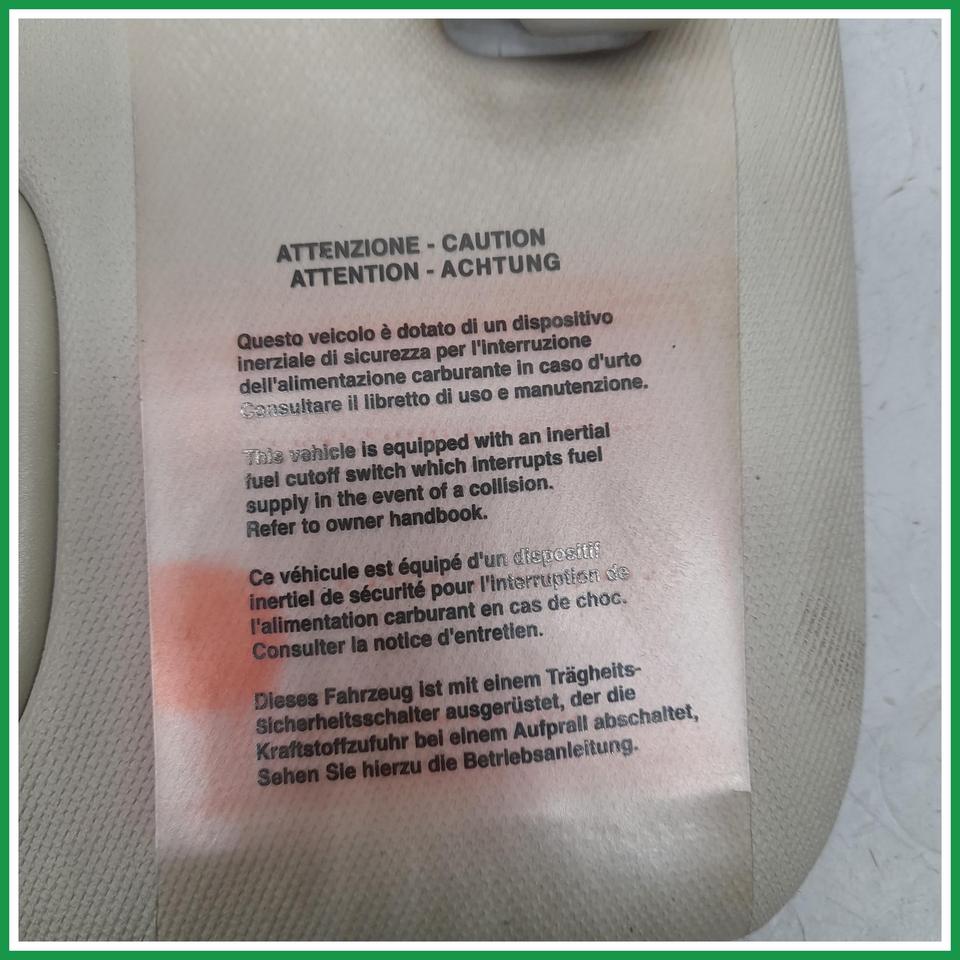 ATTENZIONE - CAUTION
ATTENTION - ACHTUNG
Questo veicolo è dotato di un dispositivo
inerziale di sicurezza per l'interruzione
dell'alimentazione carburante in caso d'urto
Consultare il libretto di uso e manutenzione.
This vehicle is equipped with an inertial
fuel cutoff switch which interrupts fuel
supply in the event of a collision.
Refer to owner handbook.
Ce véhicule est équipé d'un dispositif
inertiel de sécurité pour l'interruption de
l'alimentation carburant en cas de choc.
Consulter la notice d'entretien.
Dieses Fahrzeug ist mit einem Trägheits-
Sicherheitsschalter ausgerüstet, der die
Kraftstoffzufuhr bei einem Aufprall abschaltet,
Sehen Sie hierzu die Betriebsanleitung.